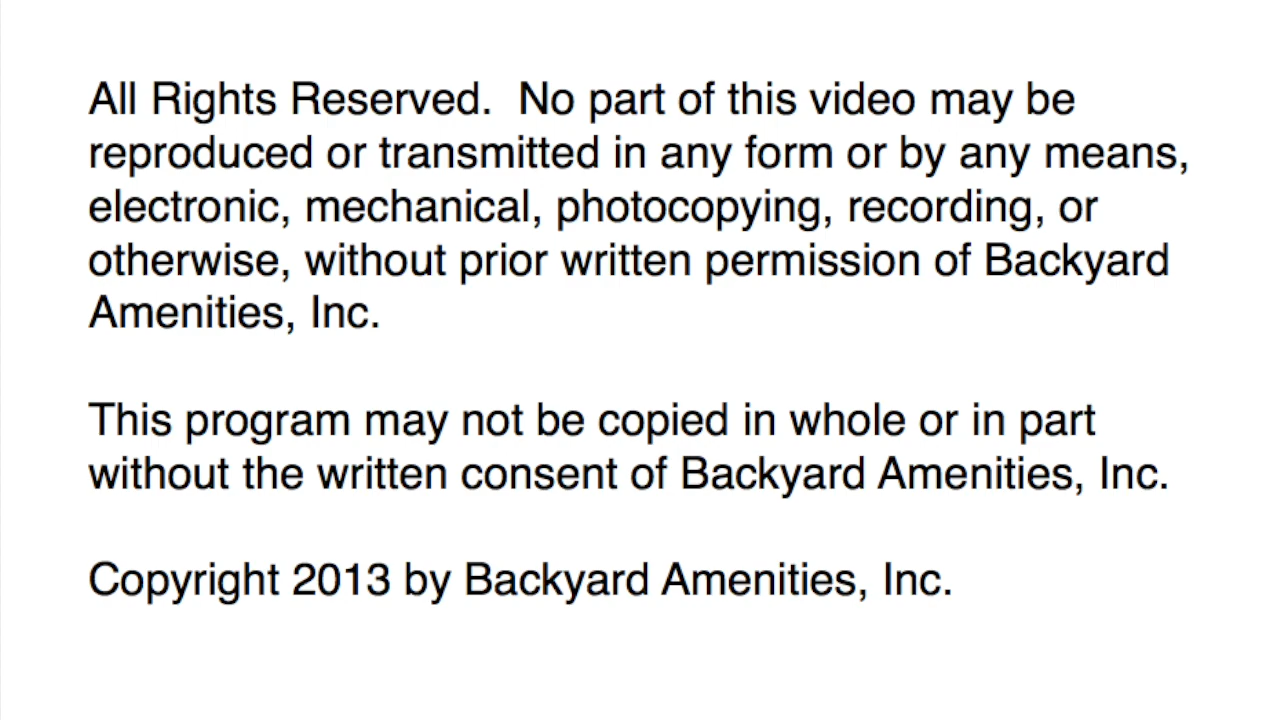 All Rights Reserved.  No part of this video may be
reproduced or transmitted in any form or by any means,
electronic, mechanical, photocopying, recording, or
otherwise, without prior written permission of Backyard
Amenities, Inc.
This program may not be copied in whole or in part
without the written consent of Backyard Amenities, Inc.
Copyright 2013 by Backyard Amenities, Inc.